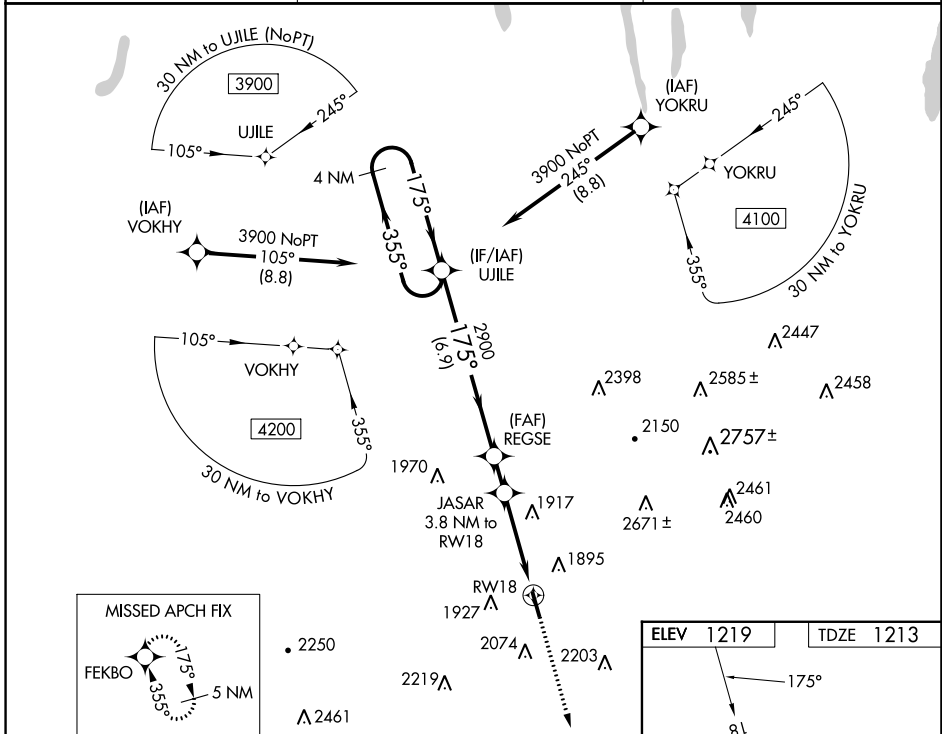 30 NM to UJILE (NoPT)
3900
245°
UJILE
105°
(IAF)
YOKRU
3900 NoPT
245°
(8.8)
245°
YOKRU
4100
355°
30 NM to YOKRU
4 NM
175°
355°
(IAF)
VOKHY
3900 NoPT
105°
(8.8)
(IF/IAF)
UJILE
2900
175°
(6.9)
105°
VOKHY
4200
355°
30 NM to VOKHY
2447
2398
2585 ±
2458
2150
2757 ±
(FAF)
REGSE
1970
JASAR
3.8 NM to
RW18
1917
2461
2460
2671 ±
1895
RW18
1927
2074
2203
2250
2219
2461
MISSED APCH FIX
FEKBO
175°
355°
5 NM
ELEV 1219
TDZE 1213
175°
18